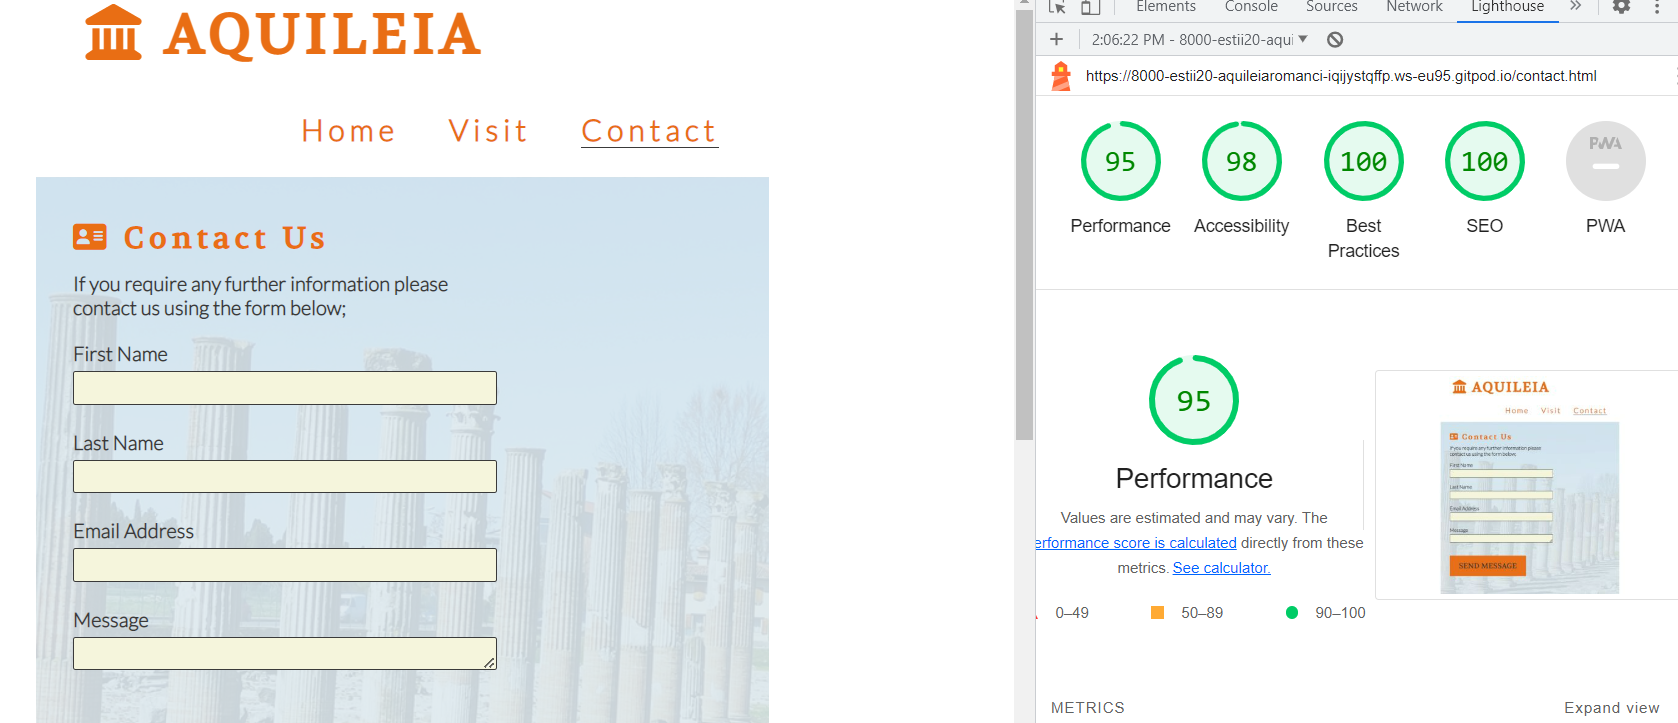 AQUILEIA
Home Visit Contact
Contact Us
If you require any further information please
contact us using the form below;
First Name
Last Name
Email Address
Message
Elements Console Sources Network Lighthouse »
2:06:22 PM - 8000-estii20-aqui
https://8000-estii20-aquileiaromanci-iqijystqffp.ws-eu95.gitpod.io/contact.html
95 98 100 100 PWA
Performance Accessibility Best Practices SEO PWA
95
Performance
Values are estimated and may vary. The
erformance score is calculated directly from these
metrics. See calculator.
0–49 50–89 90–100
AQUILEIA
Home Visit Contact
Contact Us
If you require any further information please
contact us using the form below;
First Name
Last Name
Email Address
Message
SEND MESSAGE
METRICS Expand view